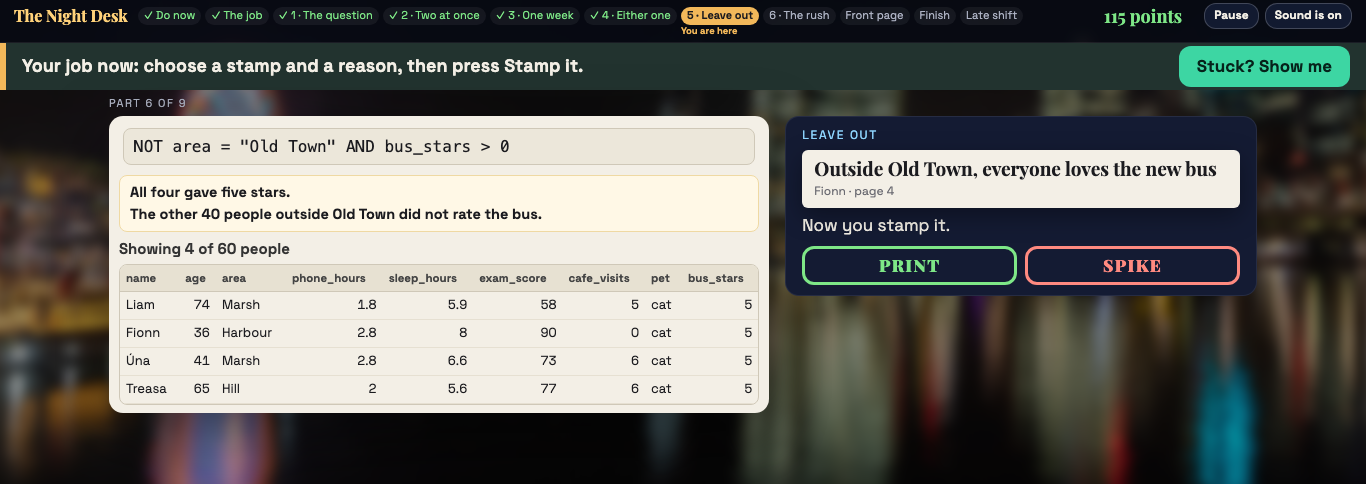 The Night Desk
✓ Do now
✓ The job
✓ 1 · The question
✓ 2 · Two at once
✓ 3 · One week
✓ 4 · Either one
5 · Leave out
6 · The rush
Front page
Finish
Late shift
You are here
115 points
Pause
Sound is on
Your job now: choose a stamp and a reason, then press Stamp it.
Stuck? Show me
PART 6 OF 9
NOT area = "Old Town" AND bus_stars > 0
All four gave five stars.
The other 40 people outside Old Town did not rate the bus.
Showing 4 of 60 people
name age area phone_hours sleep_hours exam_score cafe_visits pet bus_stars
Liam 74 Marsh 1.8 5.9 58 5 cat 5
Fionn 36 Harbour 2.8 8 90 0 cat 5
Úna 41 Marsh 2.8 6.6 73 6 cat 5
Treasa 65 Hill 2 5.6 77 6 cat 5
LEAVE OUT
Outside Old Town, everyone loves the new bus
Fionn · page 4
Now you stamp it.
PRINT
SPIKE